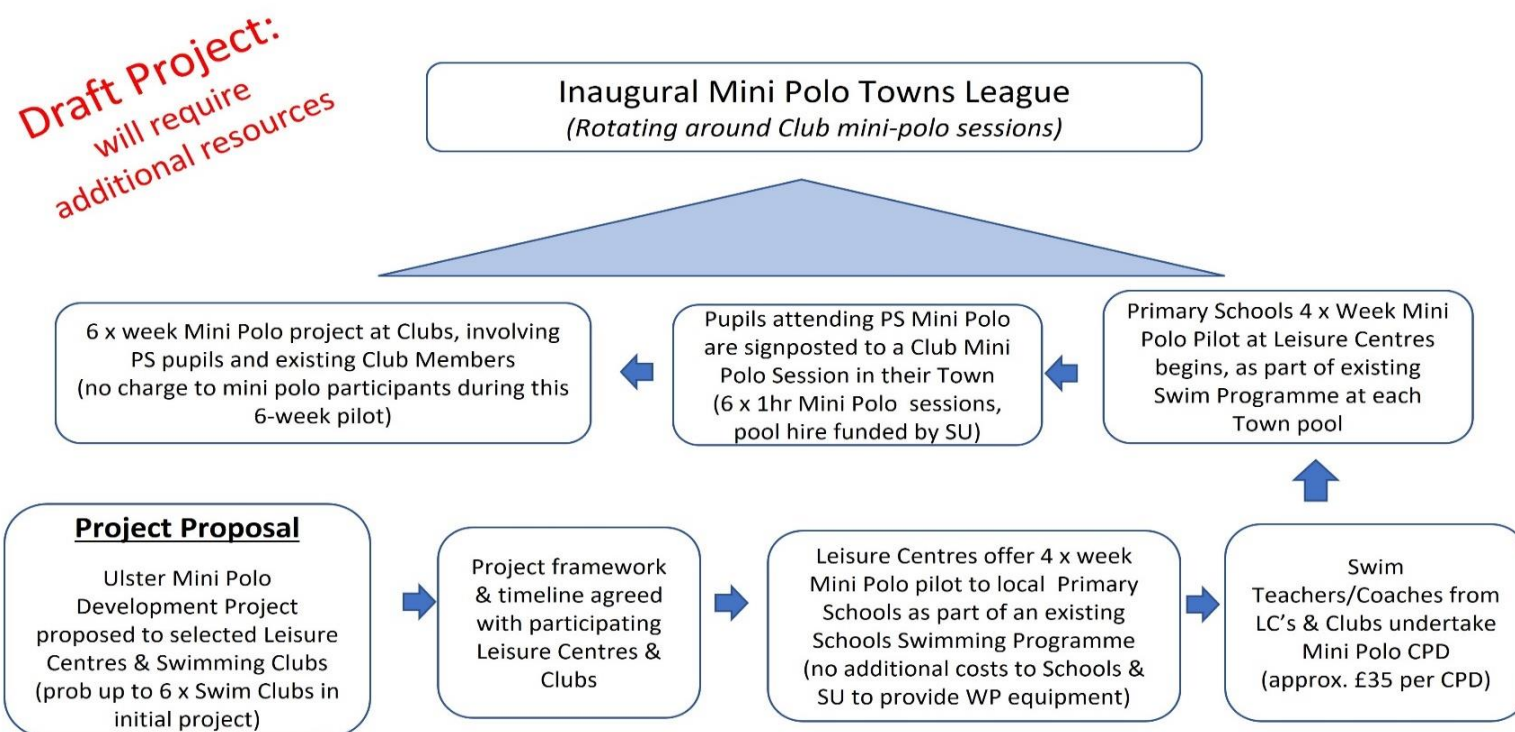 Draft Project:
will require
additional resources
Inaugural Mini Polo Towns League
(Rotating around Club mini-polo sessions)
6 x week Mini Polo project at Clubs, involving
PS pupils and existing Club Members
(no charge to mini polo participants during this
6-week pilot)
Pupils attending PS Mini Polo
are signposted to a Club Mini
Polo Session in their Town
(6 x 1hr Mini Polo sessions,
pool hire funded by SU)
Primary Schools 4 x Week Mini
Polo Pilot at Leisure Centres
begins, as part of existing
Swim Programme at each
Town pool
Project Proposal
Ulster Mini Polo
Development Project
proposed to selected Leisure
Centres & Swimming Clubs
(prob up to 6 x Swim Clubs in
initial project)
Project framework
& timeline agreed
with participating
Leisure Centres &
Clubs
Leisure Centres offer 4 x week
Mini Polo pilot to local Primary
Schools as part of an existing
Schools Swimming Programme
(no additional costs to Schools &
SU to provide WP equipment)
Swim
Teachers/Coaches from
LC's & Clubs undertake
Mini Polo CPD
(approx. £35 per CPD)